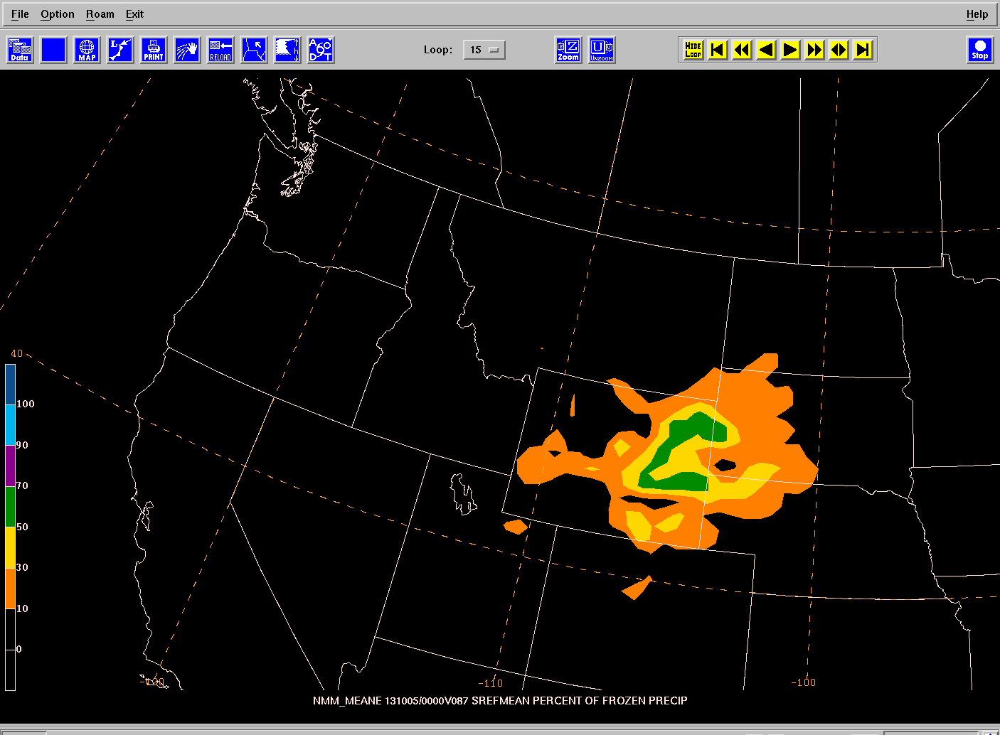 File Option Roam Exit Help
Data MAP L PRINT RELOAD h A G O D T Loop: 15 Z Z Zoom U U UNZOOM HIDE LOOP Stop
40
100
90
70
50
30
10
0
-120 -110 -100
NMM_MEANE 131005/0000V087 SREFMEAN PERCENT OF FROZEN PRECIP